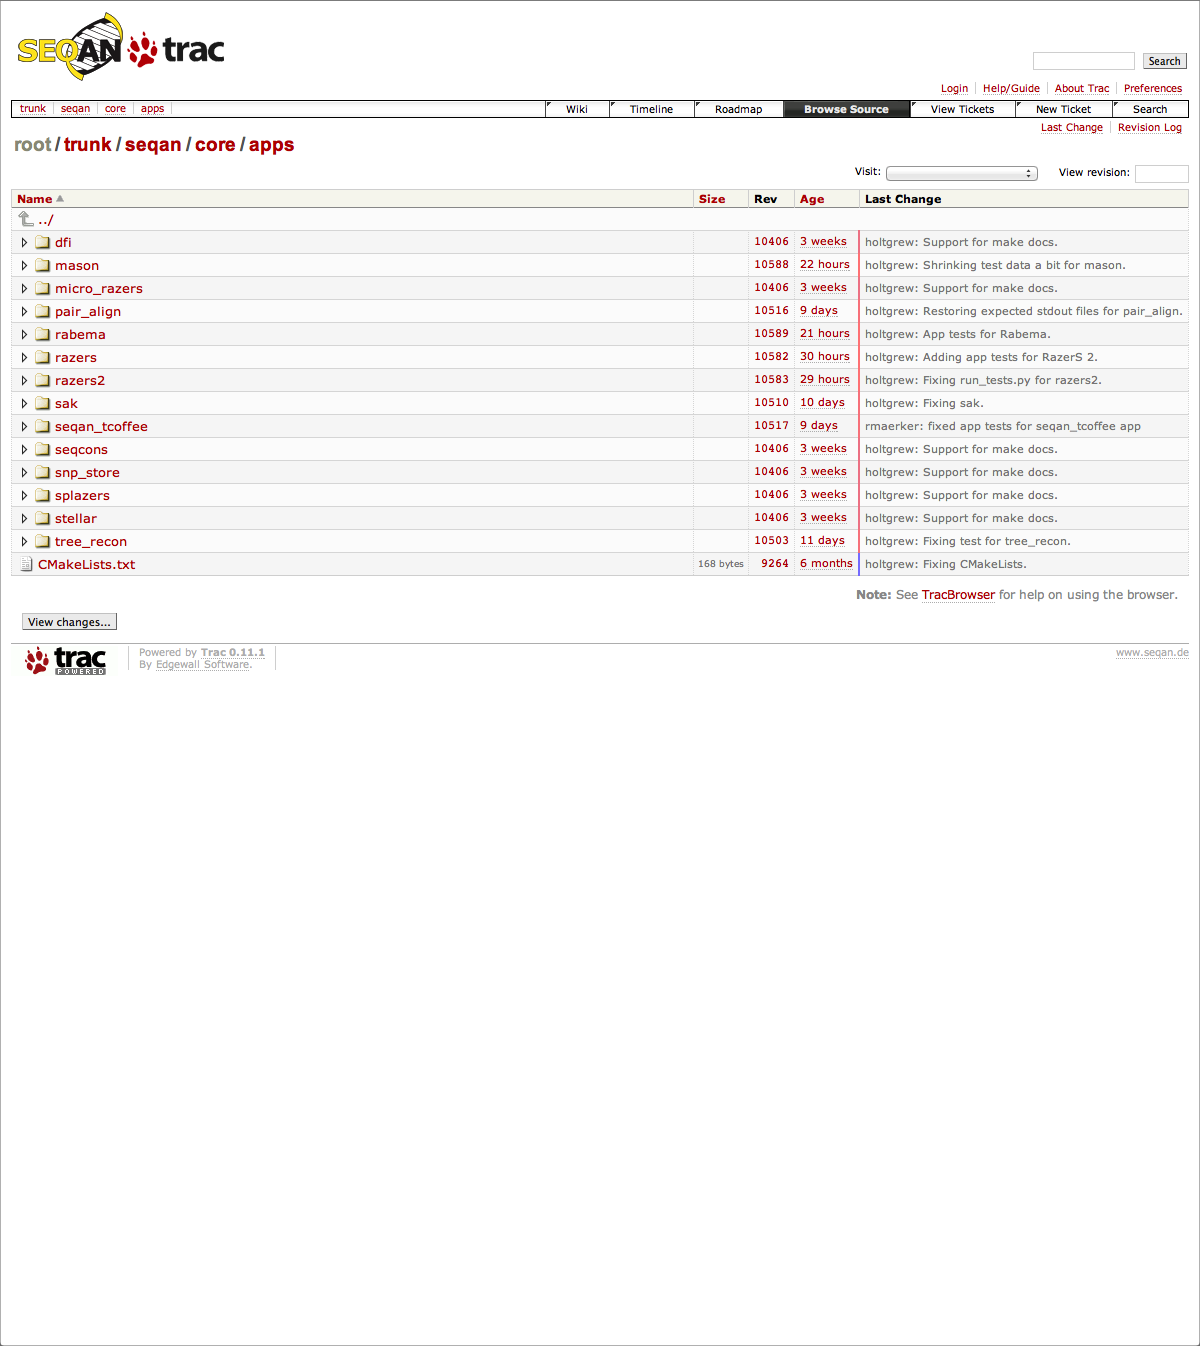 SEQAN trac
Search
Login Help/Guide About Trac Preferences
trunk seqan core apps Wiki Timeline Roadmap Browse Source View Tickets New Ticket Search
Last Change Revision Log
root / trunk / seqan / core / apps
Visit: View revision:
Name Size Rev Age Last Change
../
dfi 10406 3 weeks holtgrew: Support for make docs.
mason 10588 22 hours holtgrew: Shrinking test data a bit for mason.
micro_razers 10406 3 weeks holtgrew: Support for make docs.
pair_align 10516 9 days holtgrew: Restoring expected stdout files for pair_align.
rabema 10589 21 hours holtgrew: App tests for Rabema.
razers 10582 30 hours holtgrew: Adding app tests for RazerS 2.
razers2 10583 29 hours holtgrew: Fixing run_tests.py for razers2.
sak 10510 10 days holtgrew: Fixing sak.
seqan_tcoffee 10517 9 days rmaerker: fixed app tests for seqan_tcoffee app
seqcons 10406 3 weeks holtgrew: Support for make docs.
snp_store 10406 3 weeks holtgrew: Support for make docs.
splazers 10406 3 weeks holtgrew: Support for make docs.
stellar 10406 3 weeks holtgrew: Support for make docs.
tree_recon 10503 11 days holtgrew: Fixing test for tree_recon.
CMakeLists.txt 168 bytes 9264 6 months holtgrew: Fixing CMakeLists.
Note: See TracBrowser for help on using the browser.
View changes...
trac POWERED
Powered by Trac 0.11.1
By Edgewall Software.
www.seqan.de